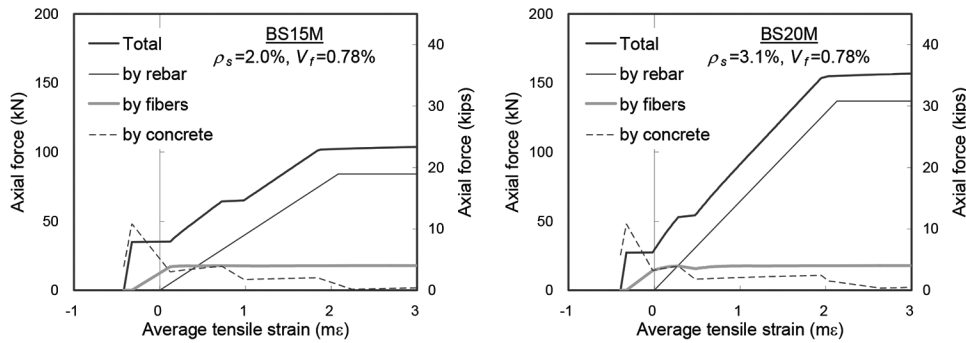 200
150
100
50
0
-1
0
1
2
3
40
30
20
10
0
Axial force (kN)
Axial force (kips)
Average tensile strain (mε)
BS15M
ρs=2.0%, Vf=0.78%
Total
by rebar
by fibers
by concrete
200
150
100
50
0
-1
0
1
2
3
40
30
20
10
0
Axial force (kN)
Axial force (kips)
Average tensile strain (mε)
BS20M
ρs=3.1%, Vf=0.78%
Total
by rebar
by fibers
by concrete